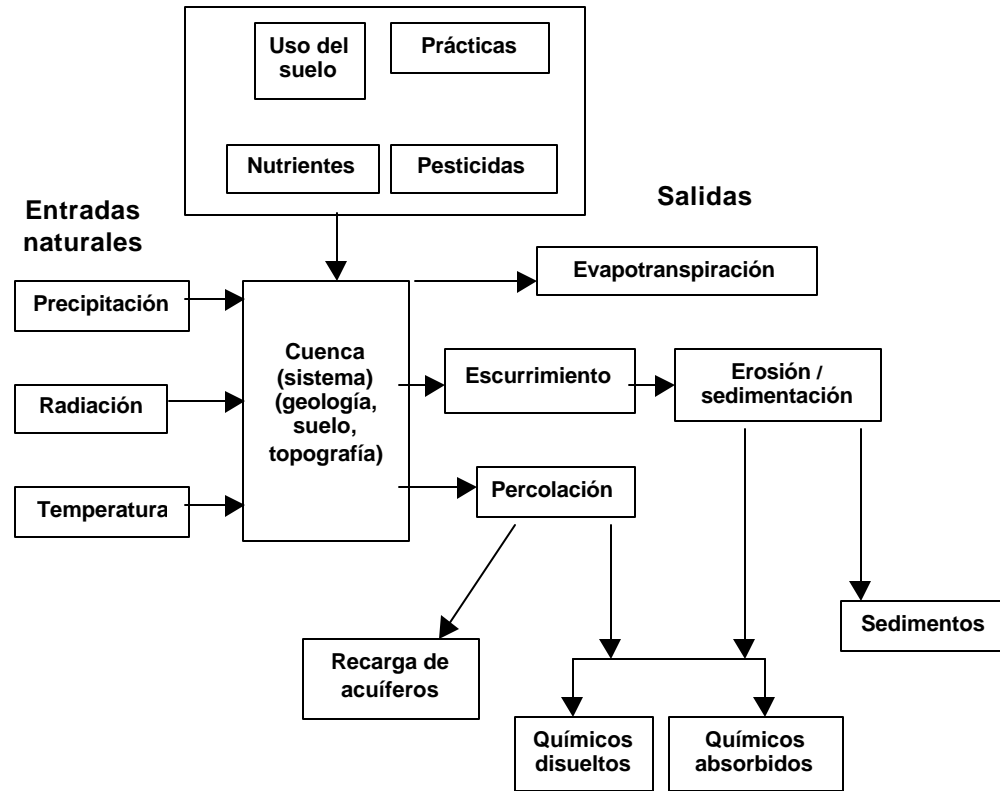 Uso del
suelo
Prácticas
Nutrientes
Pesticidas
Entradas
naturales
Salidas
Precipitación
Evapotranspiración
Cuenca
(sistema)
(geología,
suelo,
topografía)
Radiación
Escurrimiento
Erosión /
sedimentación
Temperatura
Percolación
Sedimentos
Recarga de
acuíferos
Químicos
disueltos
Químicos
absorbidos